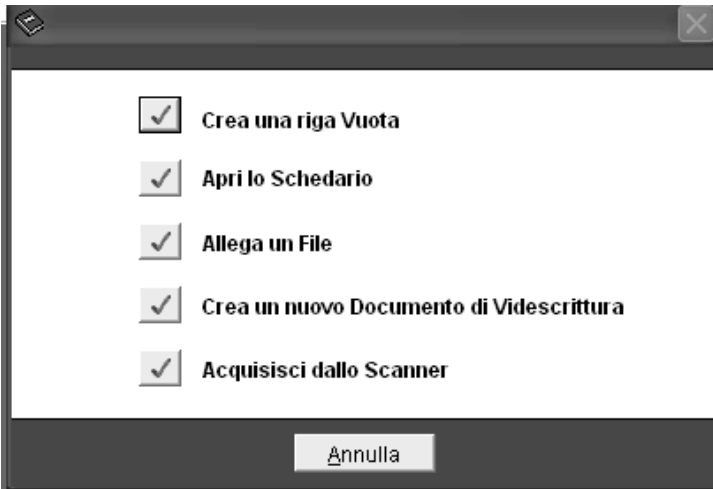 Crea una riga Vuota
Apri lo Schedario
Allega un File
Crea un nuovo Documento di Videscrittura
Acquisisci dallo Scanner
Annulla